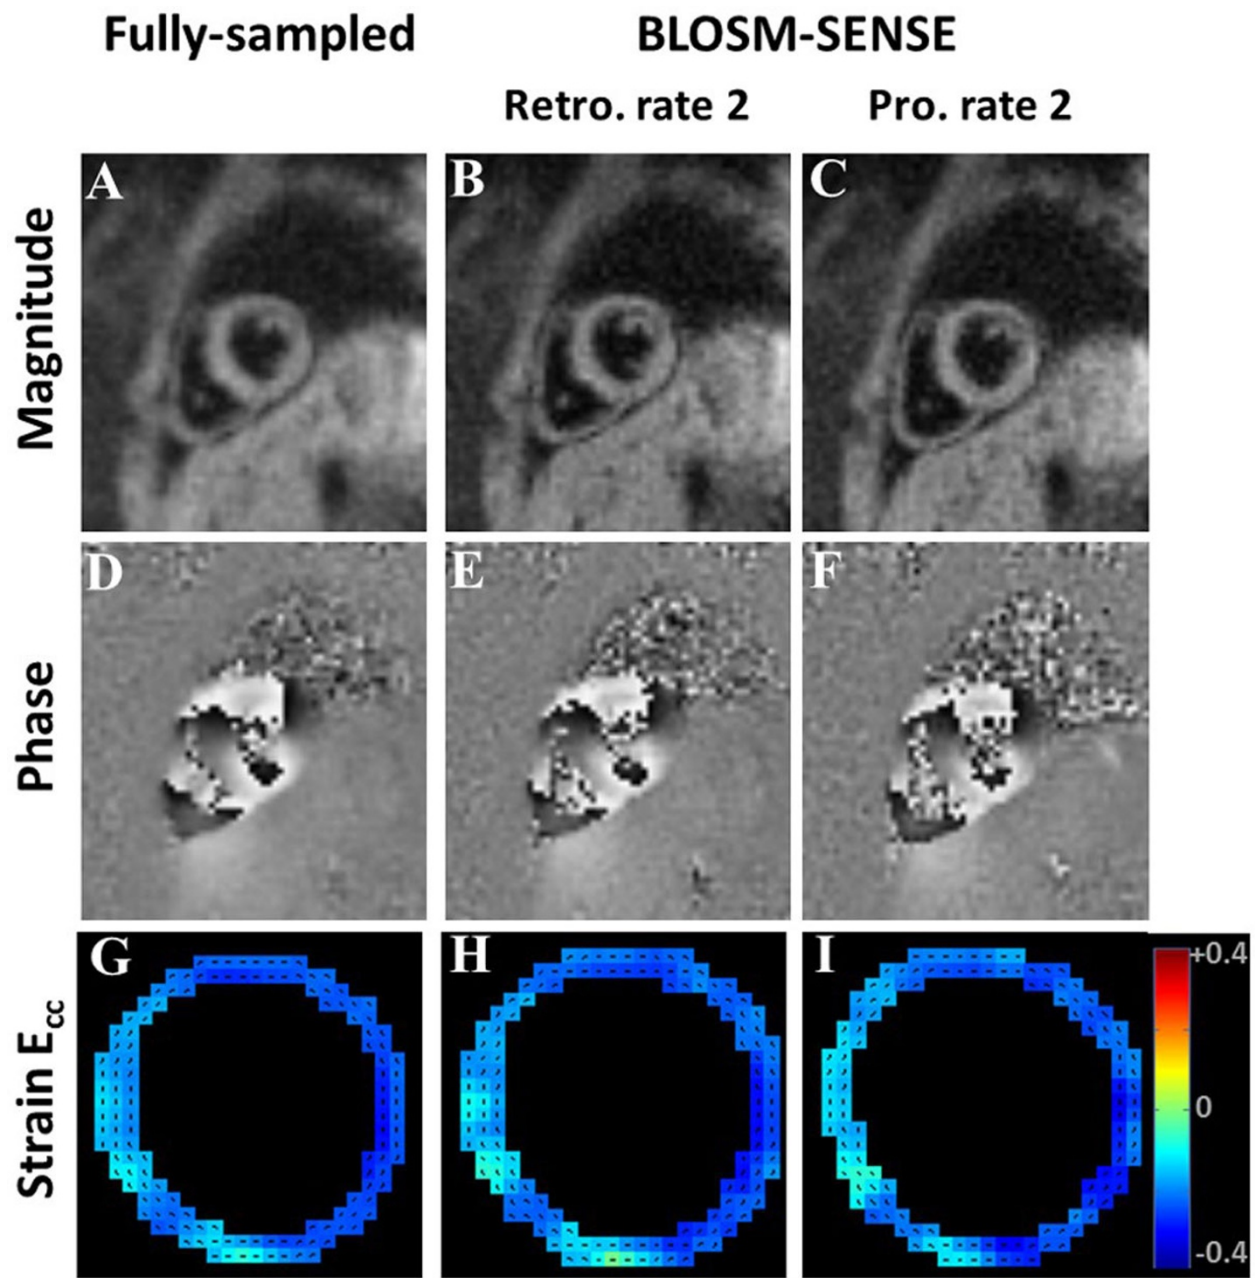 Fully-sampled
BLOSM-SENSE
Retro. rate 2
Pro. rate 2
Magnitude
A
B
C
Phase
D
E
F
Strain Ecc
G
H
I
+0.4
0
-0.4